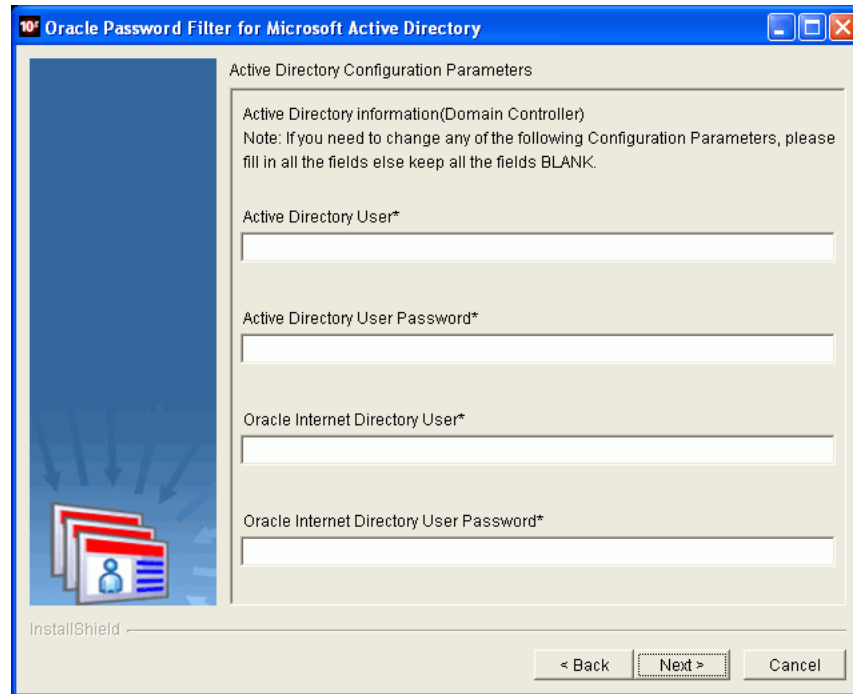 10g Oracle Password Filter for Microsoft Active Directory
Active Directory Configuration Parameters
Active Directory information(Domain Controller)
Note: If you need to change any of the following Configuration Parameters, please
fill in all the fields else keep all the fields BLANK.
Active Directory User*
Active Directory User Password*
Oracle Internet Directory User*
Oracle Internet Directory User Password*
InstallShield
< Back
Next >
Cancel